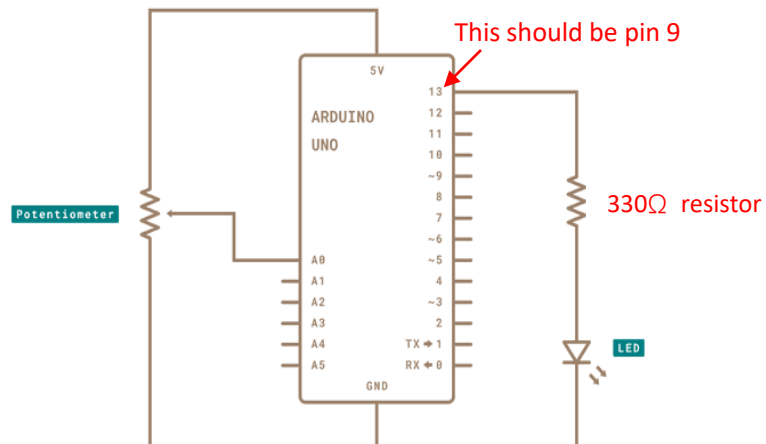 This should be pin 9
5V
ARDUINO
UNO
13
12
11
10
~9
8
7
~6
~5
4
~3
2
TX→1
RX←0
Potentiometer
A0
A1
A2
A3
A4
A5
GND
330Ω resistor
LED